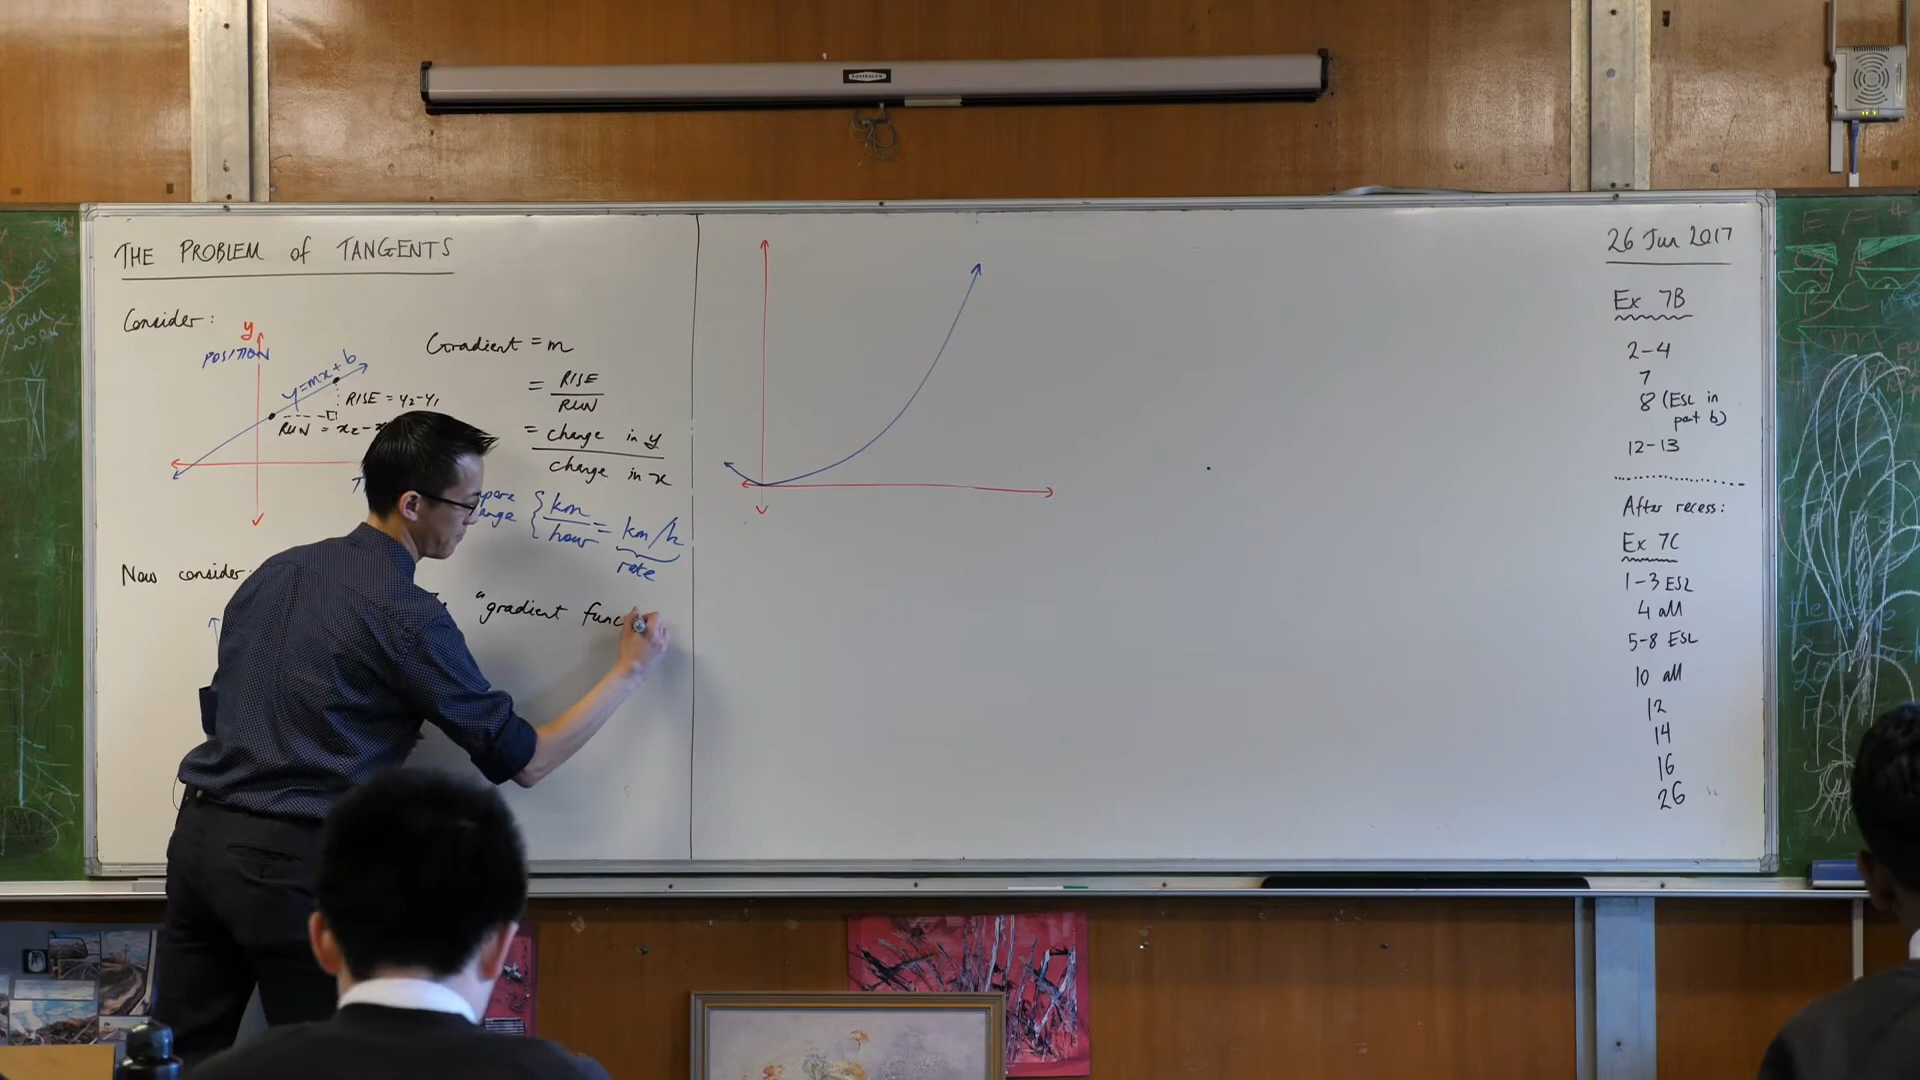 THE PROBLEM of TANGENTS
Consider:
y
POSITION
y=mx+b
RISE = y₂-y₁
RUN = x₂-
Gradient = m
= RISE
RUN
= change in y
change in x
km
hour
= km/h
rate
Now consider:
"gradient func
26 Jun 2017
Ex 7B
2-4
7
8 (ESL in
part b)
12-13
After recess:
Ex 7C
1-3 ESL
4 all
5-8 ESL
10 all
12
14
16
26